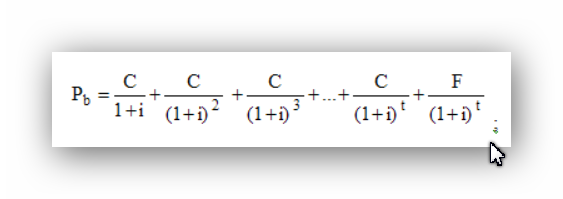 P_b = C/(1+i) + C/(1+i)^2 + C/(1+i)^3 + ... + C/(1+i)^t + F/(1+i)^t